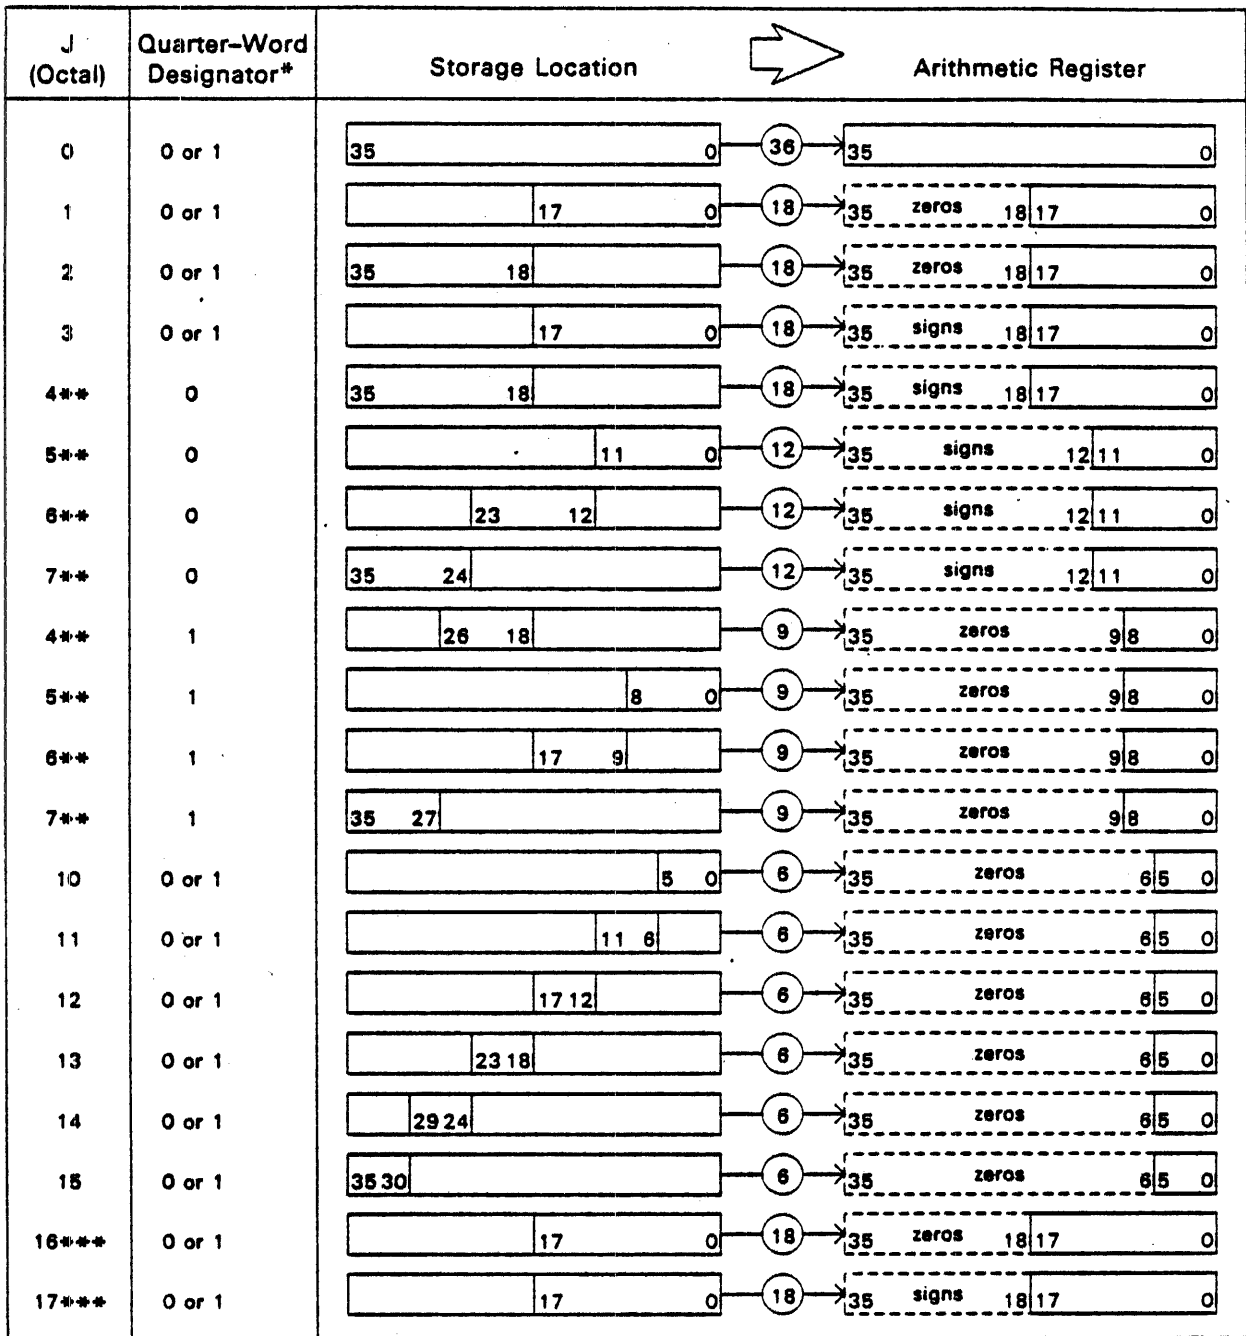 J (Octal) Quarter-Word Designator* Storage Location Arithmetic Register
0 0 or 1 35 0 36 35 0
1 0 or 1 17 0 18 35 zeros 18 17 0
2 0 or 1 35 18 18 35 zeros 18 17 0
3 0 or 1 17 0 18 35 signs 18 17 0
4** 0 35 18 18 35 signs 18 17 0
5** 0 11 0 12 35 signs 12 11 0
6** 0 23 12 12 35 signs 12 11 0
7** 0 35 24 12 35 signs 12 11 0
4** 1 26 18 9 35 zeros 9 8 0
5** 1 8 0 9 35 zeros 9 8 0
6** 1 17 9 9 35 zeros 9 8 0
7** 1 35 27 9 35 zeros 9 8 0
10 0 or 1 5 0 6 35 zeros 6 5 0
11 0 or 1 11 6 6 35 zeros 6 5 0
12 0 or 1 17 12 6 35 zeros 6 5 0
13 0 or 1 23 18 6 35 zeros 6 5 0
14 0 or 1 29 24 6 35 zeros 6 5 0
15 0 or 1 35 30 6 35 zeros 6 5 0
16*** 0 or 1 17 0 18 35 zeros 18 17 0
17*** 0 or 1 17 0 18 35 signs 18 17 0